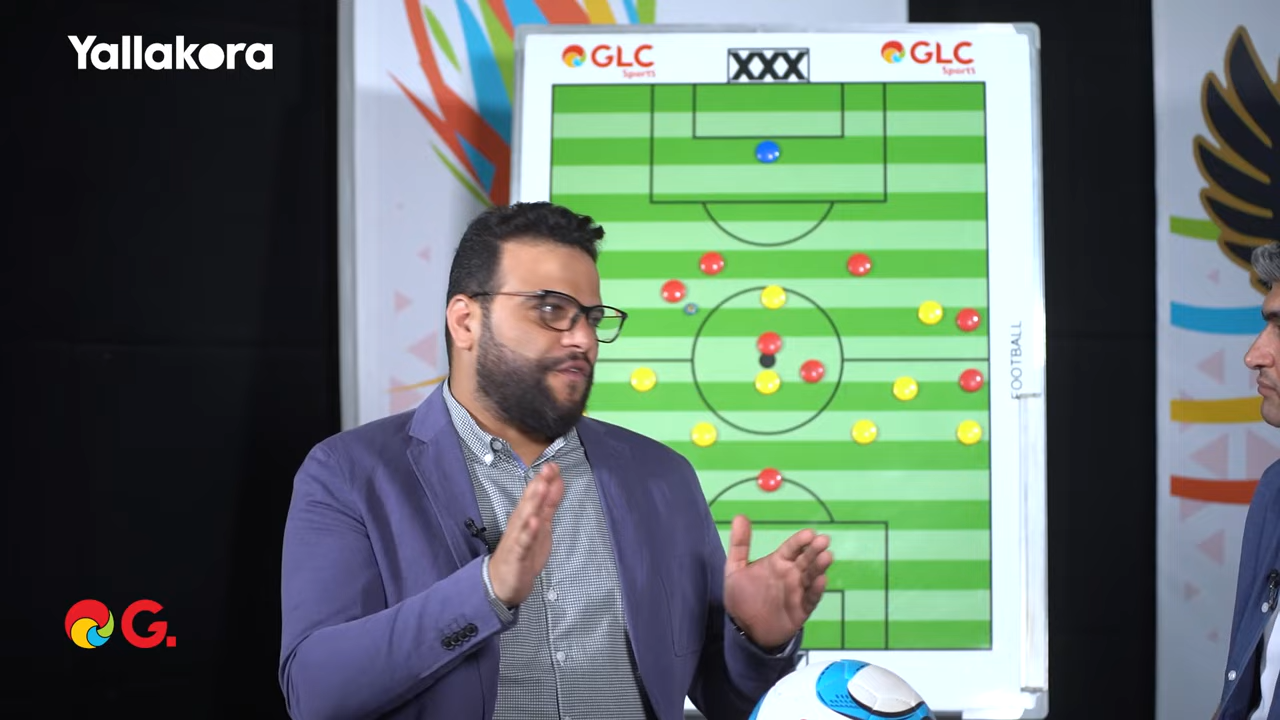 Yallakora
GLC
Sports
XXX
GLC
Sports
FOOTBALL
G.